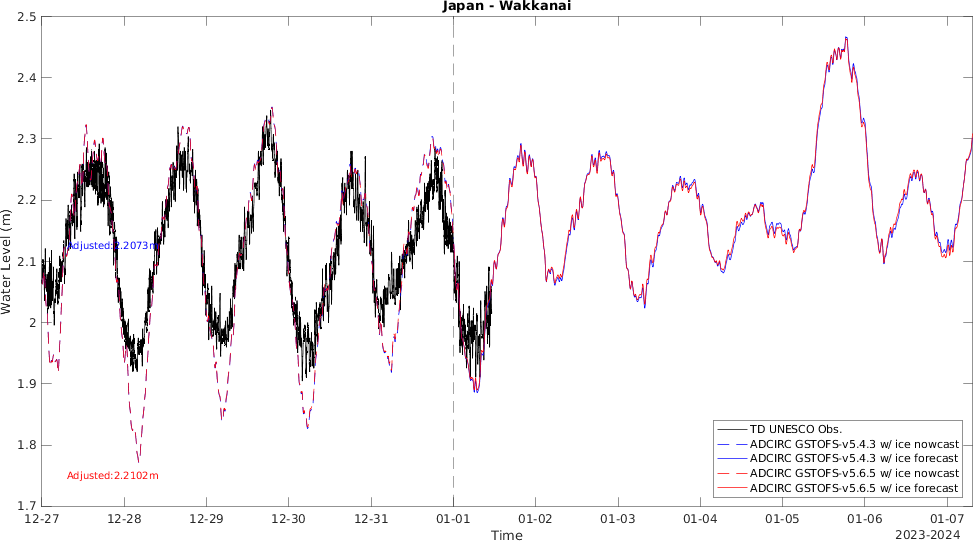 Japan - Wakkanai
2.5
2.4
2.3
2.2
2.1
2
1.9
1.8
1.7
Water Level (m)
Adjusted:2.2073m
Adjusted:2.2102m
TD UNESCO Obs.
ADCIRC GSTOFS-v5.4.3 w/ ice nowcast
ADCIRC GSTOFS-v5.4.3 w/ ice forecast
ADCIRC GSTOFS-v5.6.5 w/ ice nowcast
ADCIRC GSTOFS-v5.6.5 w/ ice forecast
12-27 12-28 12-29 12-30 12-31 01-01 01-02 01-03 01-04 01-05 01-06 01-07
Time
2023-2024